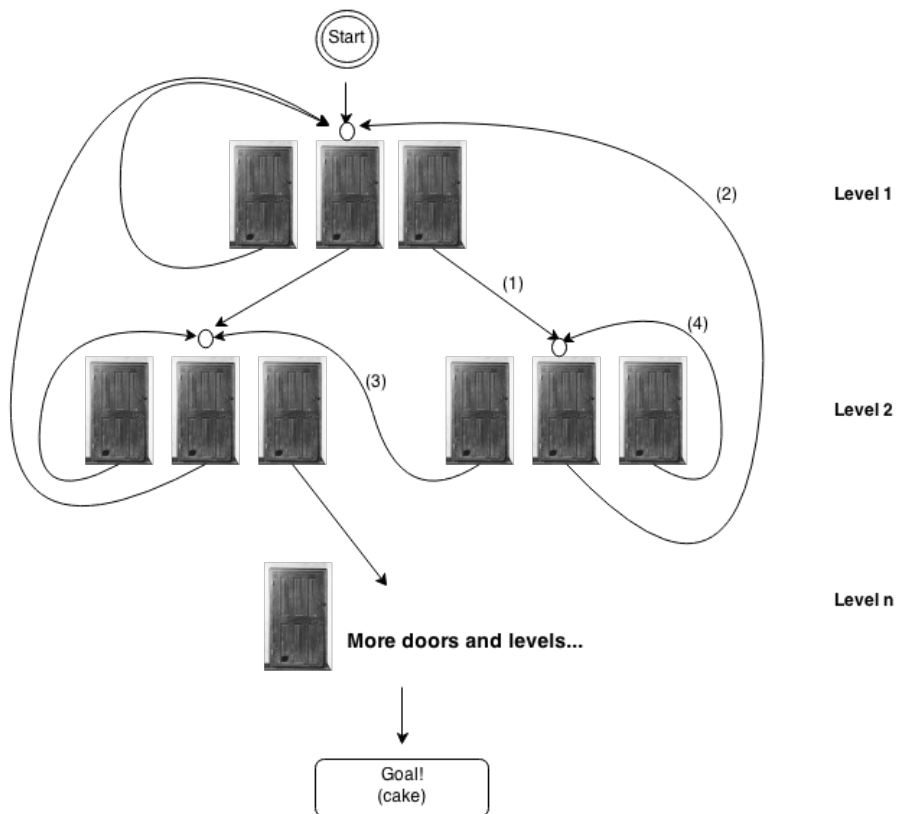 Start
Level 1
(2)
(1)
(4)
(3)
Level 2
Level n
More doors and levels...
Goal!
(cake)